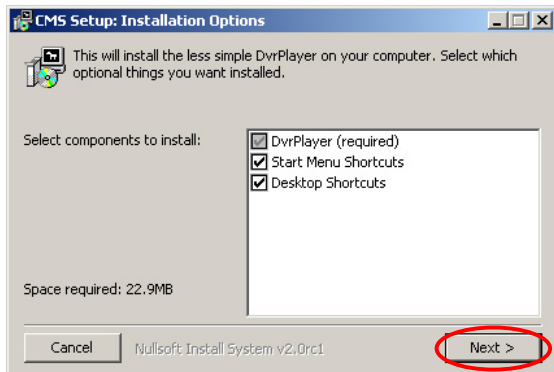 CMS Setup: Installation Options
This will install the less simple DvrPlayer on your computer. Select which
optional things you want installed.
Select components to install:
DvrPlayer (required)
Start Menu Shortcuts
Desktop Shortcuts
Space required: 22.9MB
Cancel
Nullsoft Install System v2.0rc1
Next >